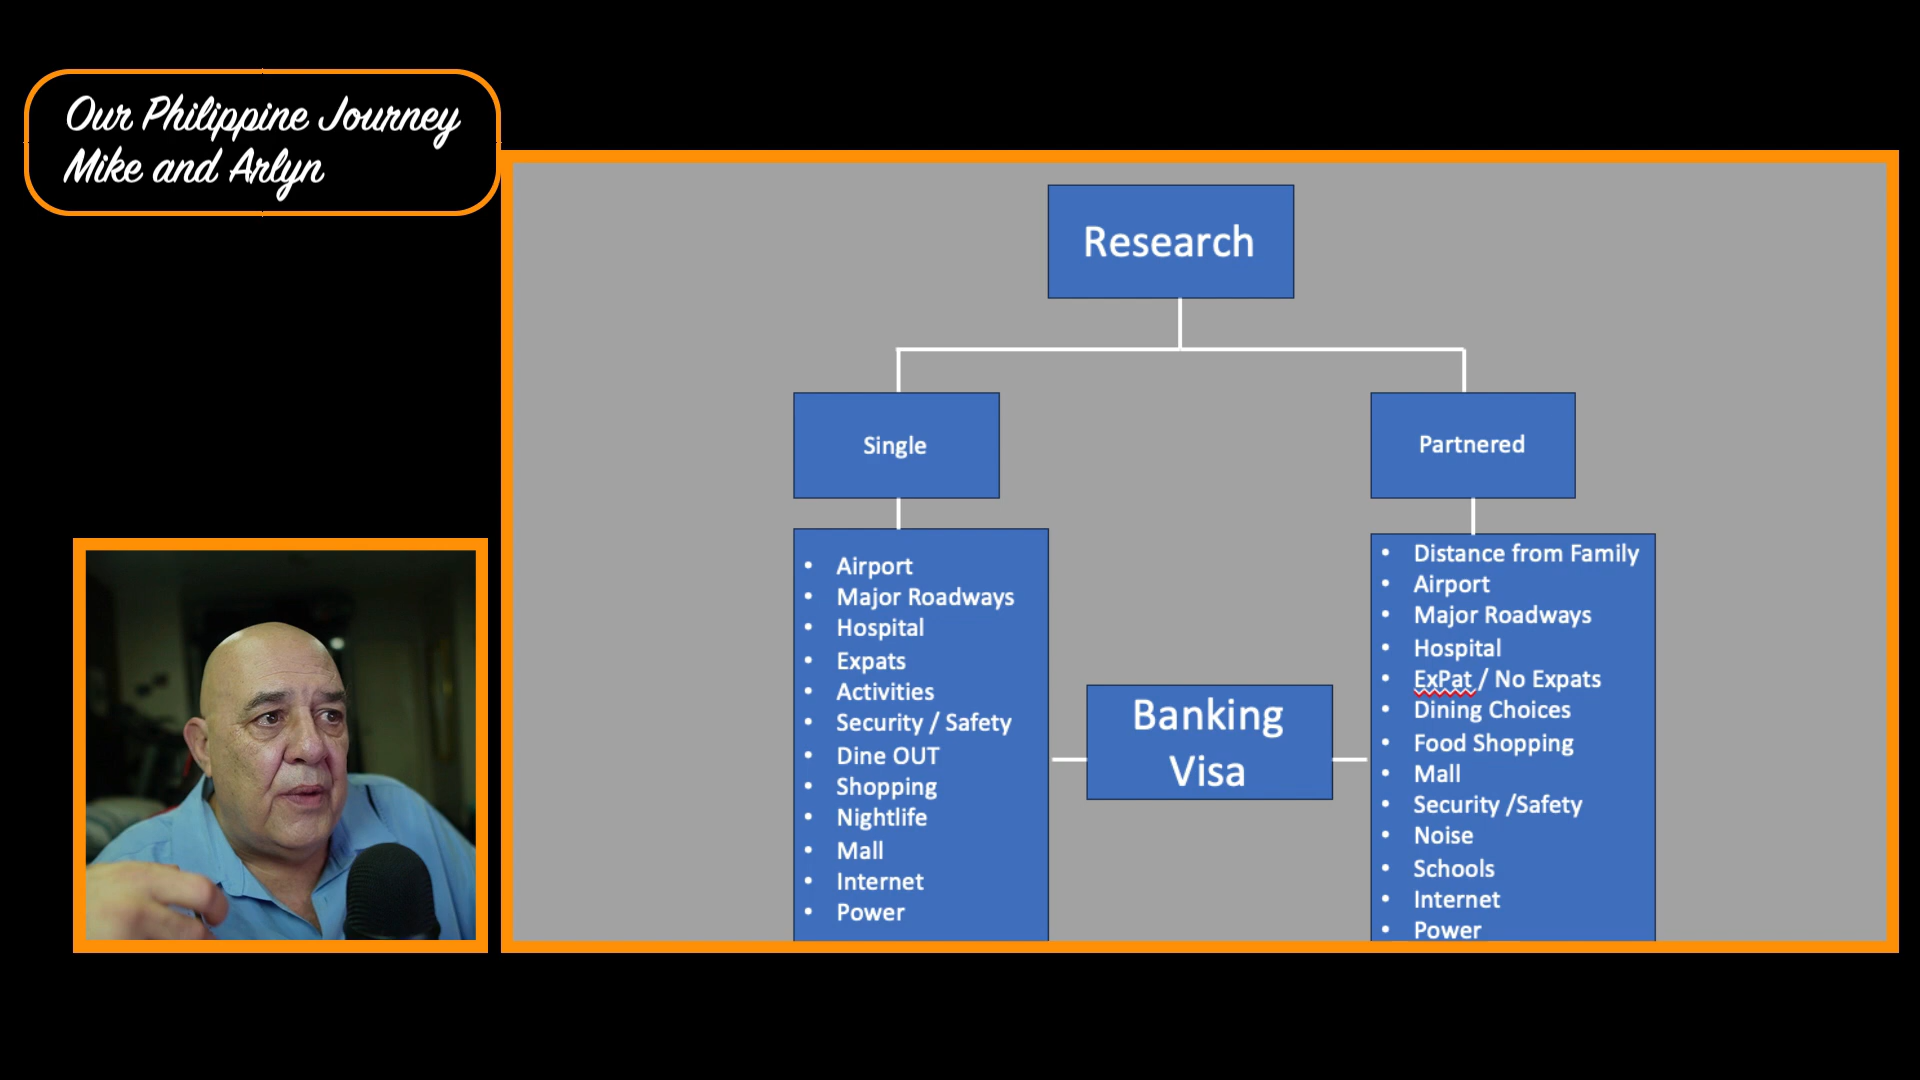 Our Philippine Journey
Mike and Arlyn
Research
Single
Partnered
Airport
Major Roadways
Hospital
Expats
Activities
Security / Safety
Dine OUT
Shopping
Nightlife
Mall
Internet
Power
Banking
Visa
Distance from Family
Airport
Major Roadways
Hospital
ExPat / No Expats
Dining Choices
Food Shopping
Mall
Security /Safety
Noise
Schools
Internet
Power